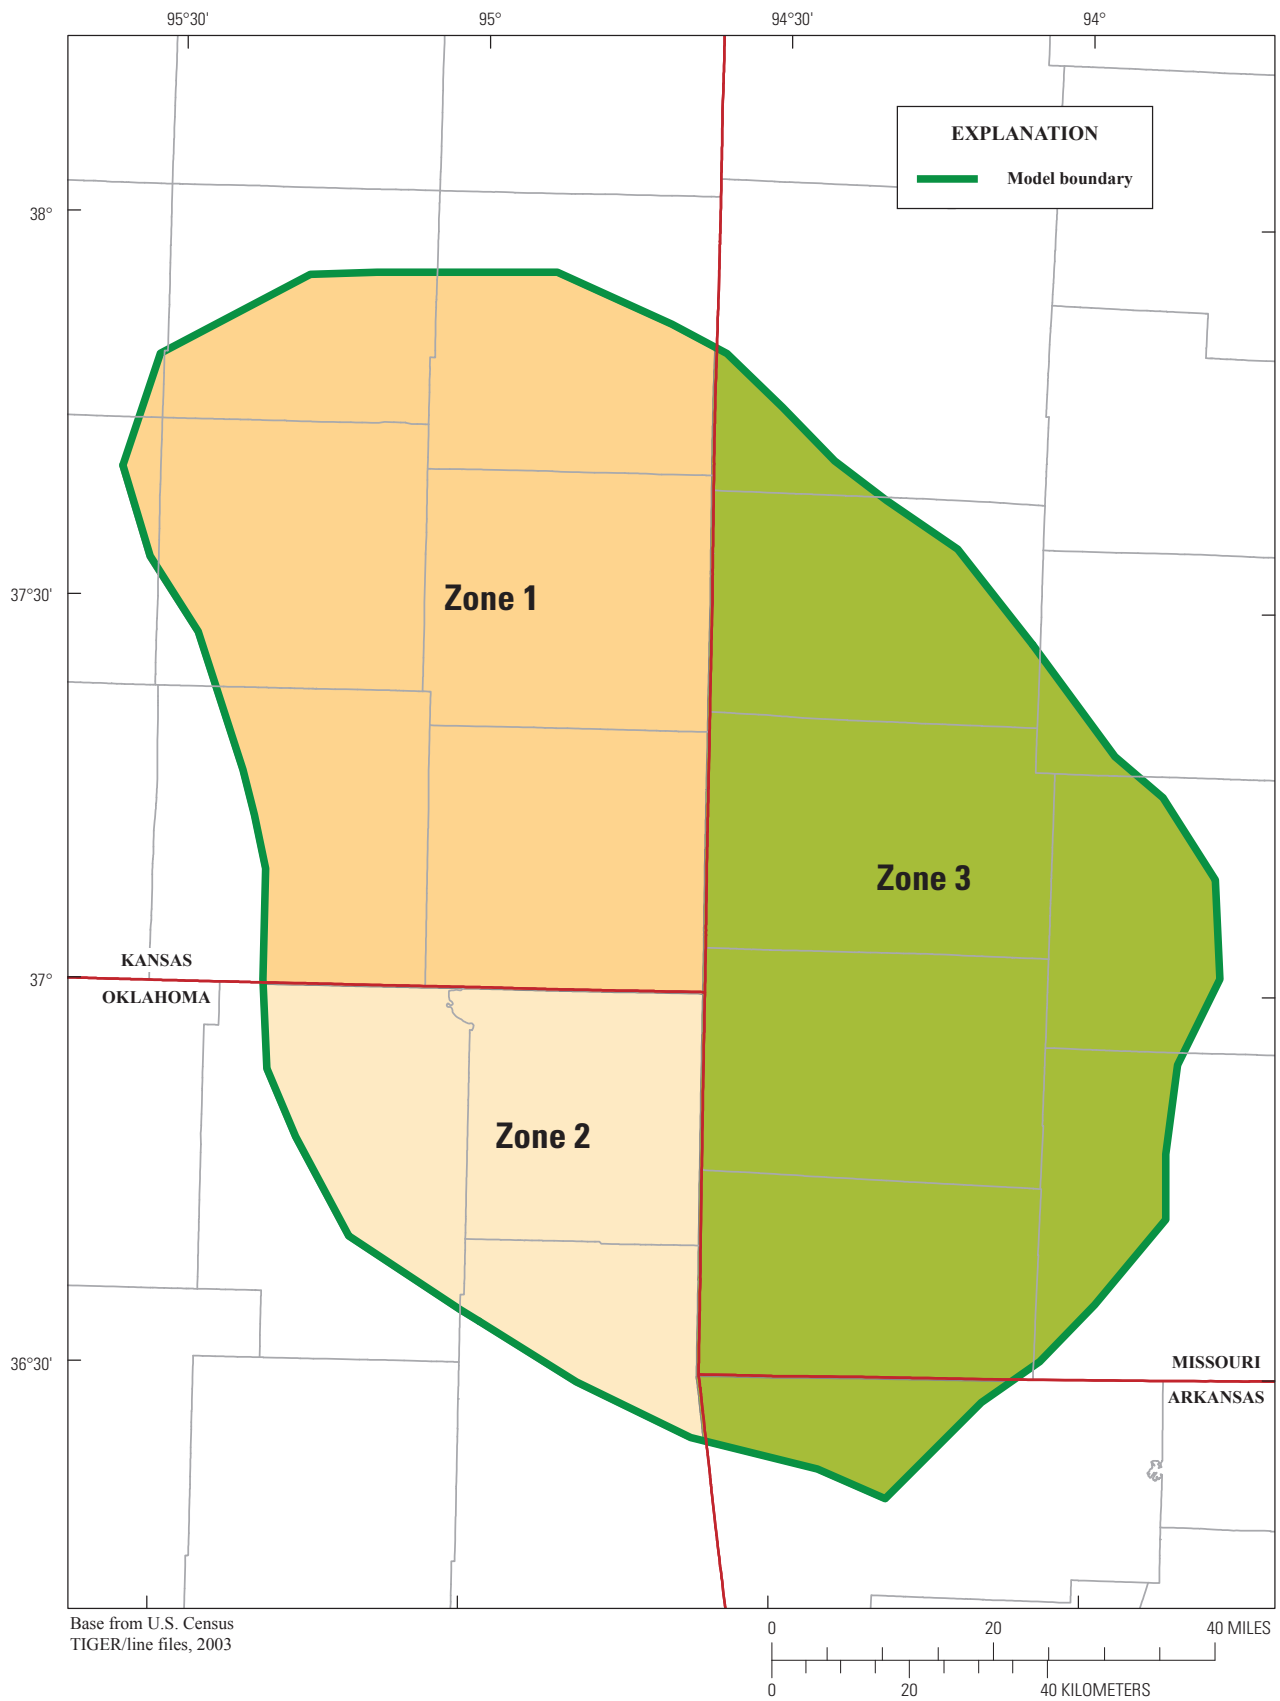 95°30'
95°
94°30'
94°
EXPLANATION
Model boundary
38°
37°30'
Zone 1
Zone 3
KANSAS
37°
OKLAHOMA
Zone 2
36°30'
MISSOURI
ARKANSAS
Base from U.S. Census
TIGER/line files, 2003
0 20 40 MILES
0 20 40 KILOMETERS